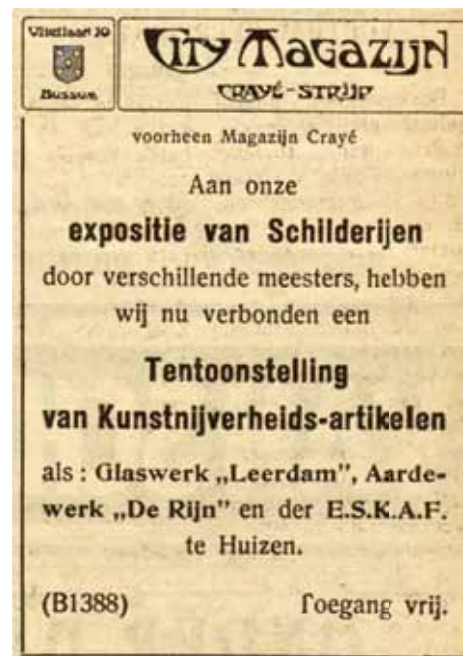 Vlietlaan 30
Bussum
CITY MAGAZIJN
CRAYÉ-STRIJP
voorheen Magazijn Crayé
Aan onze
expositie van Schilderijen
door verschillende meesters, hebben
wij nu verbonden een
Tentoonstelling
van Kunstnijverheids-artikelen
als : Glaswerk „Leerdam”, Aarde-
werk „De Rijn” en der E.S.K.A.F.
te Huizen.
(B1388) Toegang vrij.